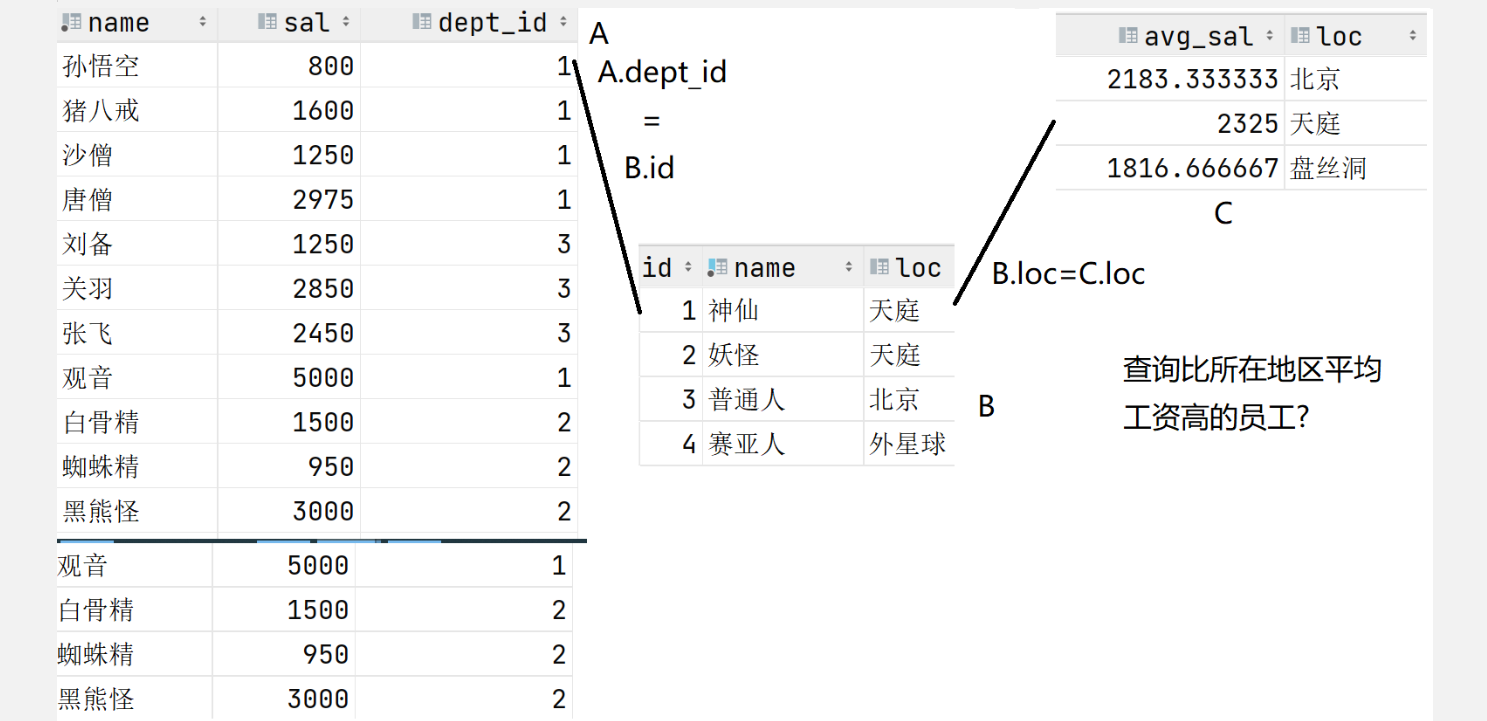 name sal dept_id
孙悟空 800 1
猪八戒 1600 1
沙僧 1250 1
唐僧 2975 1
刘备 1250 3
关羽 2850 3
张飞 2450 3
观音 5000 1
白骨精 1500 2
蜘蛛精 950 2
黑熊怪 3000 2
观音 5000 1
白骨精 1500 2
蜘蛛精 950 2
黑熊怪 3000 2
A
A.dept_id
=
B.id
id name loc
1 神仙 天庭
2 妖怪 天庭
3 普通人 北京
4 赛亚人 外星球
B
avg_sal loc
2183.333333 北京
2325 天庭
1816.666667 盘丝洞
C
B.loc=C.loc
查询比所在地区平均
工资高的员工?